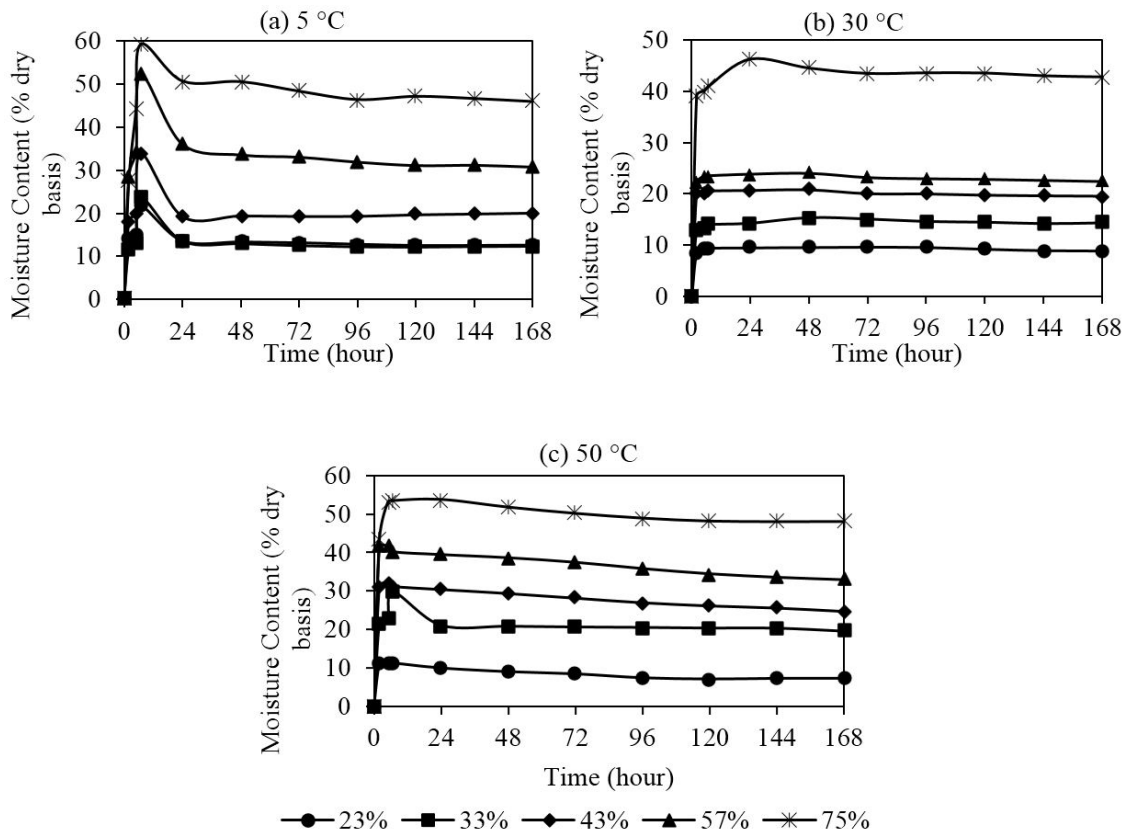 (a) 5 °C
Moisture Content (% dry
basis)
60
50
40
30
20
10
0
0 24 48 72 96 120 144 168
Time (hour)
(b) 30 °C
Moisture Content (% dry
basis)
50
40
30
20
10
0
0 24 48 72 96 120 144 168
Time (hour)
(c) 50 °C
Moisture Content (% dry
basis)
60
50
40
30
20
10
0
0 24 48 72 96 120 144 168
Time (hour)
23% 33% 43% 57% 75%